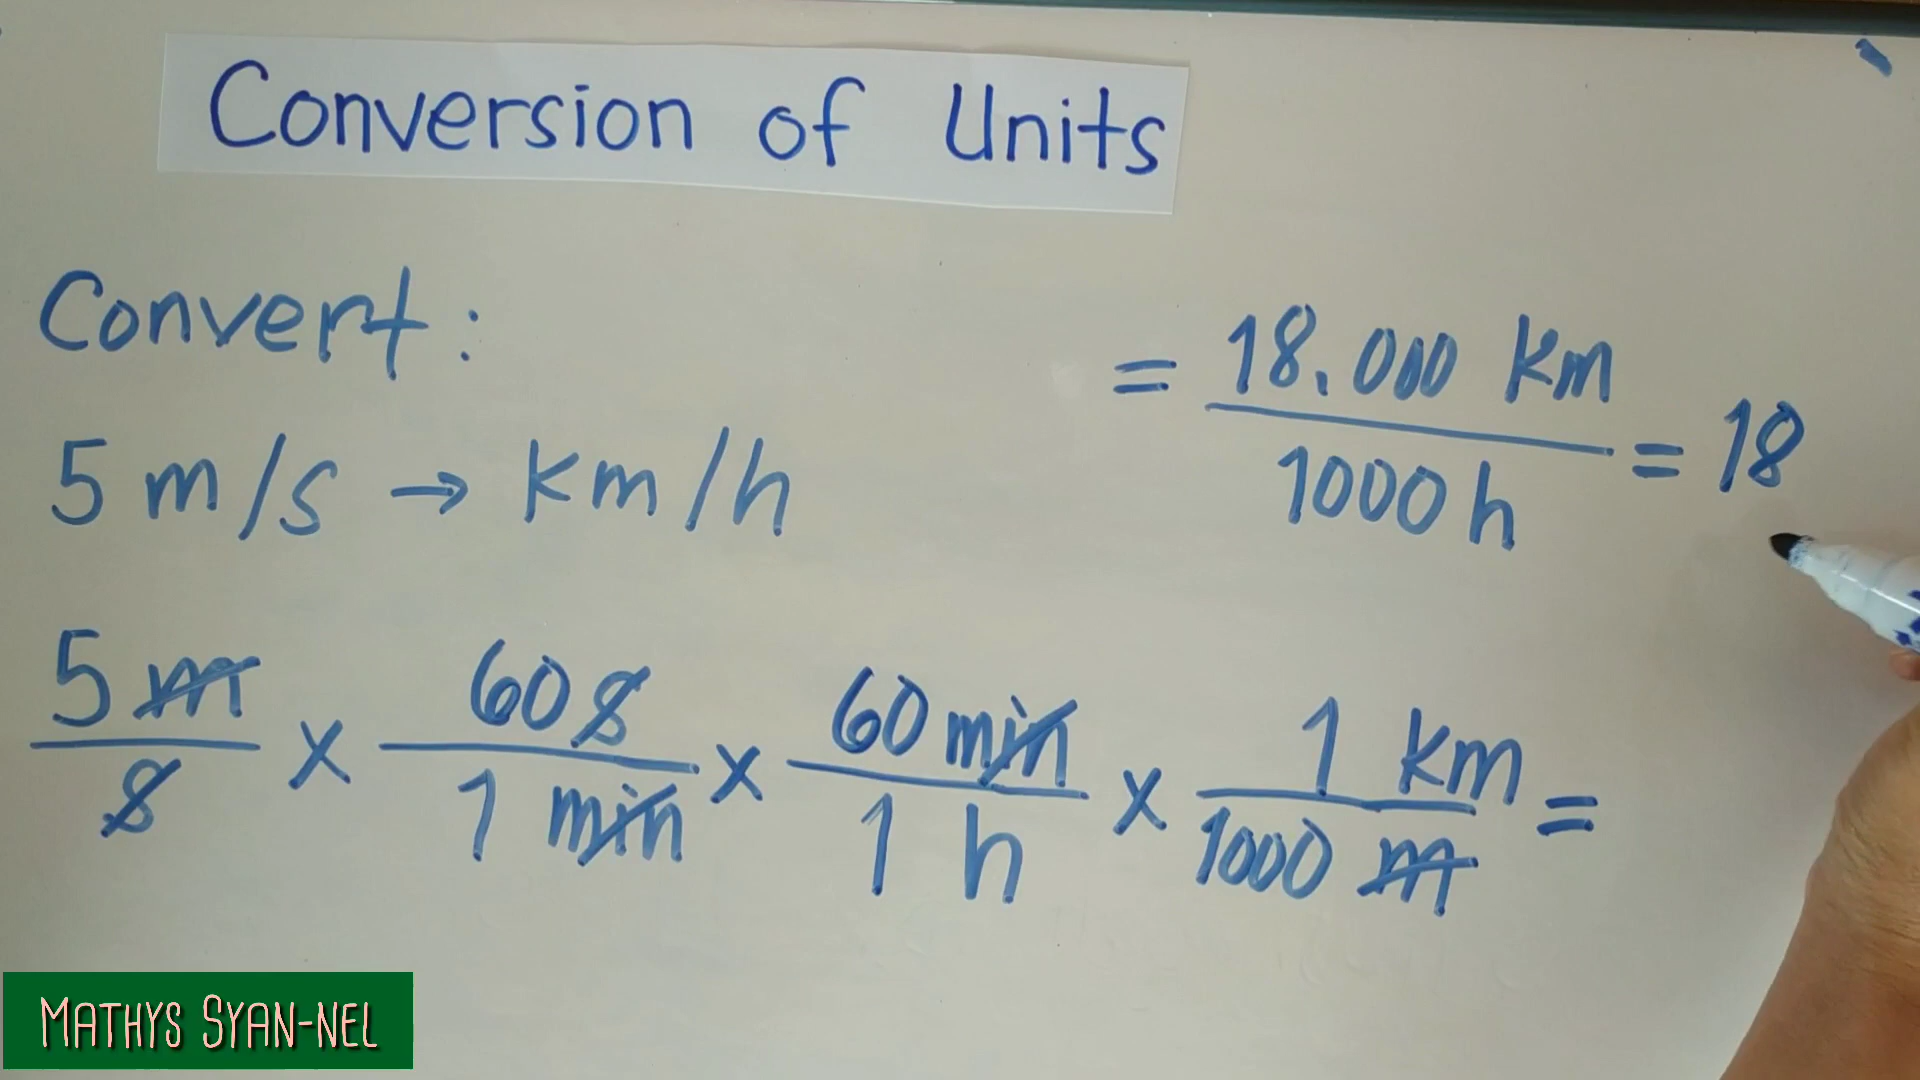 Conversion of Units
Convert:
5 m/s → km/h
= 18.000 km / 1000 h = 18
5 m / s × 60 s / 1 min × 60 min / 1 h × 1 km / 1000 m =
MATHYS SYAN-NEL